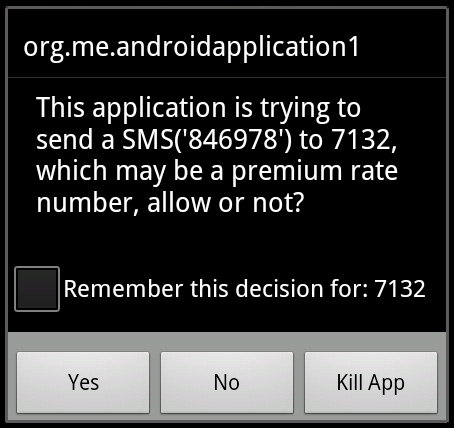 org.me.androidapplication1
This application is trying to
send a SMS('846978') to 7132,
which may be a premium rate
number, allow or not?
Remember this decision for: 7132
Yes
No
Kill App